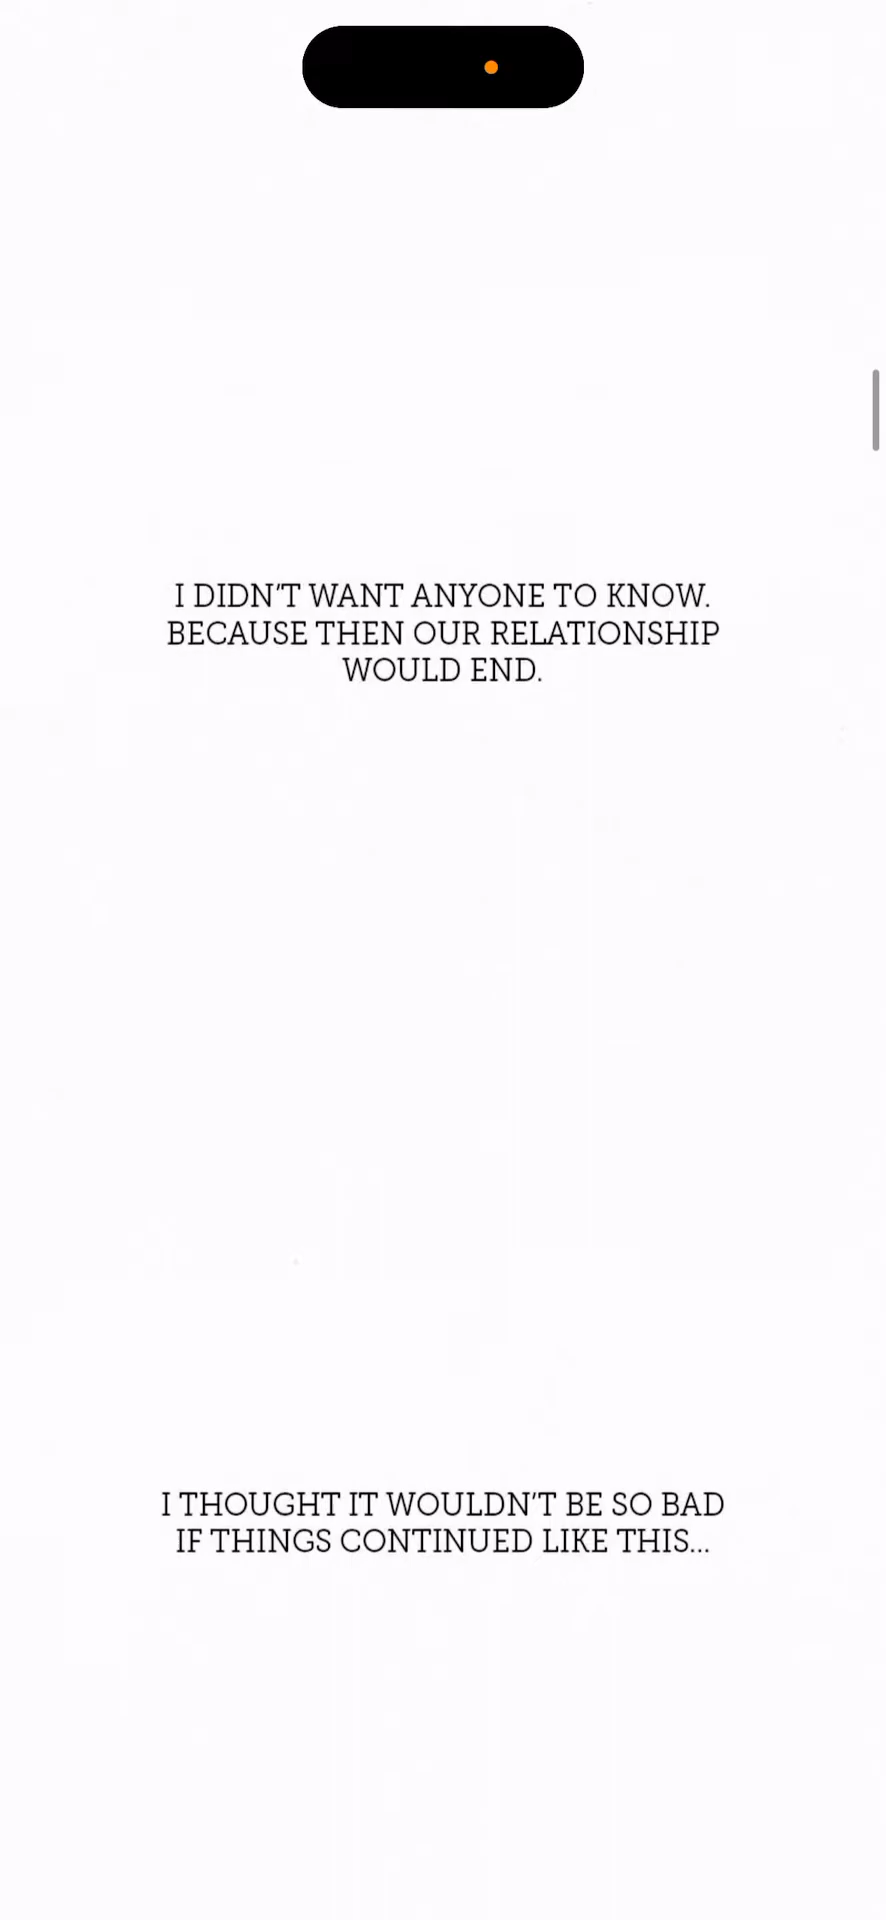 I DIDN'T WANT ANYONE TO KNOW.
BECAUSE THEN OUR RELATIONSHIP
WOULD END.
I THOUGHT IT WOULDN'T BE SO BAD
IF THINGS CONTINUED LIKE THIS...